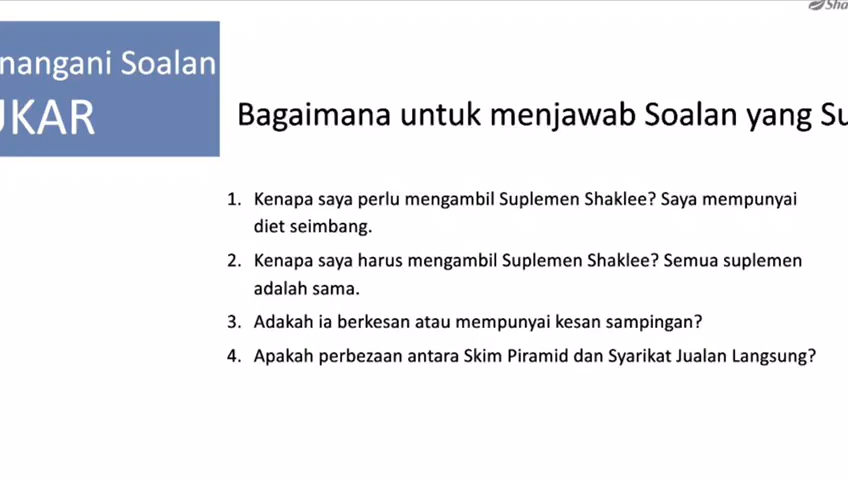 nangani Soalan
UKAR
Bagaimana untuk menjawab Soalan yang Su
1. Kenapa saya perlu mengambil Suplemen Shaklee? Saya mempunyai
diet seimbang.
2. Kenapa saya harus mengambil Suplemen Shaklee? Semua suplemen
adalah sama.
3. Adakah ia berkesan atau mempunyai kesan sampingan?
4. Apakah perbezaan antara Skim Piramid dan Syarikat Jualan Langsung?